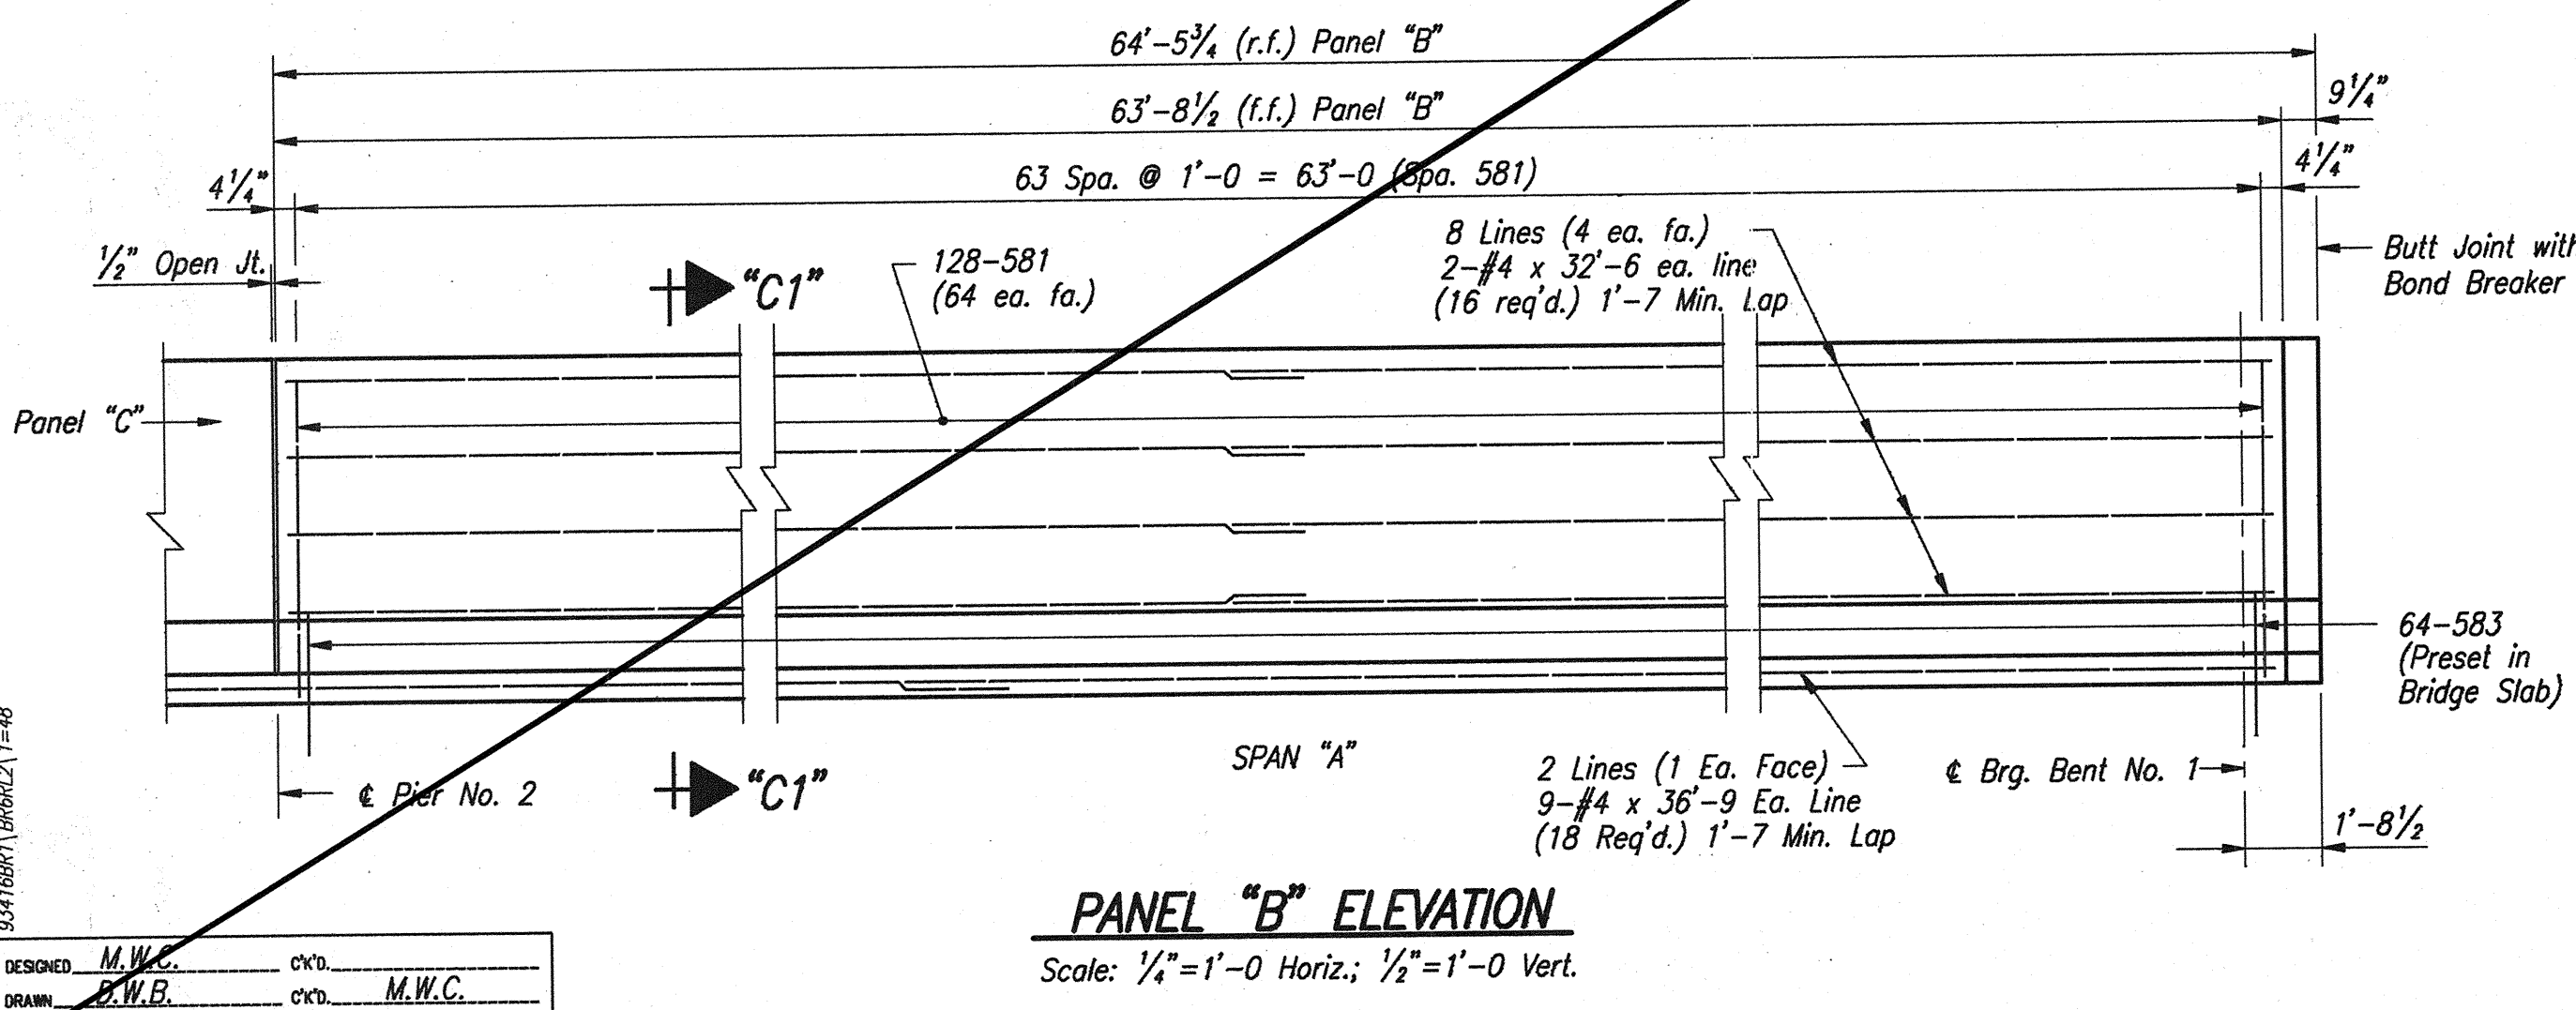 64'-5¾ (r.f.) Panel “B”
9¼”
63'-8½ (f.f.) Panel “B”
4¼”
63 Spa. @ 1'-0 = 63'-0 (Spa. 581)
4¼”
½” Open Jt.
“C1”
128-581
(64 ea. fa.)
8 Lines (4 ea. fa.)
2-#4 x 32'-6 ea. line
(16 req'd.) 1'-7 Min. Lap
Butt Joint with
Bond Breaker
Panel “C”
64-583
(Preset in
Bridge Slab)
SPAN “A”
2 Lines (1 Ea. Face)
9-#4 x 36'-9 Ea. Line
(18 Req'd.) 1'-7 Min. Lap
℄ Brg. Bent No. 1
1'-8½
℄ Pier No. 2
“C1”
93416BR1\BR6RL2\1=48
PANEL “B” ELEVATION
Scale: ¼”=1'-0 Horiz.; ½”=1'-0 Vert.
DESIGNED M.W.C. C'K'D.
DRAWN B.W.B. C'K'D. M.W.C.